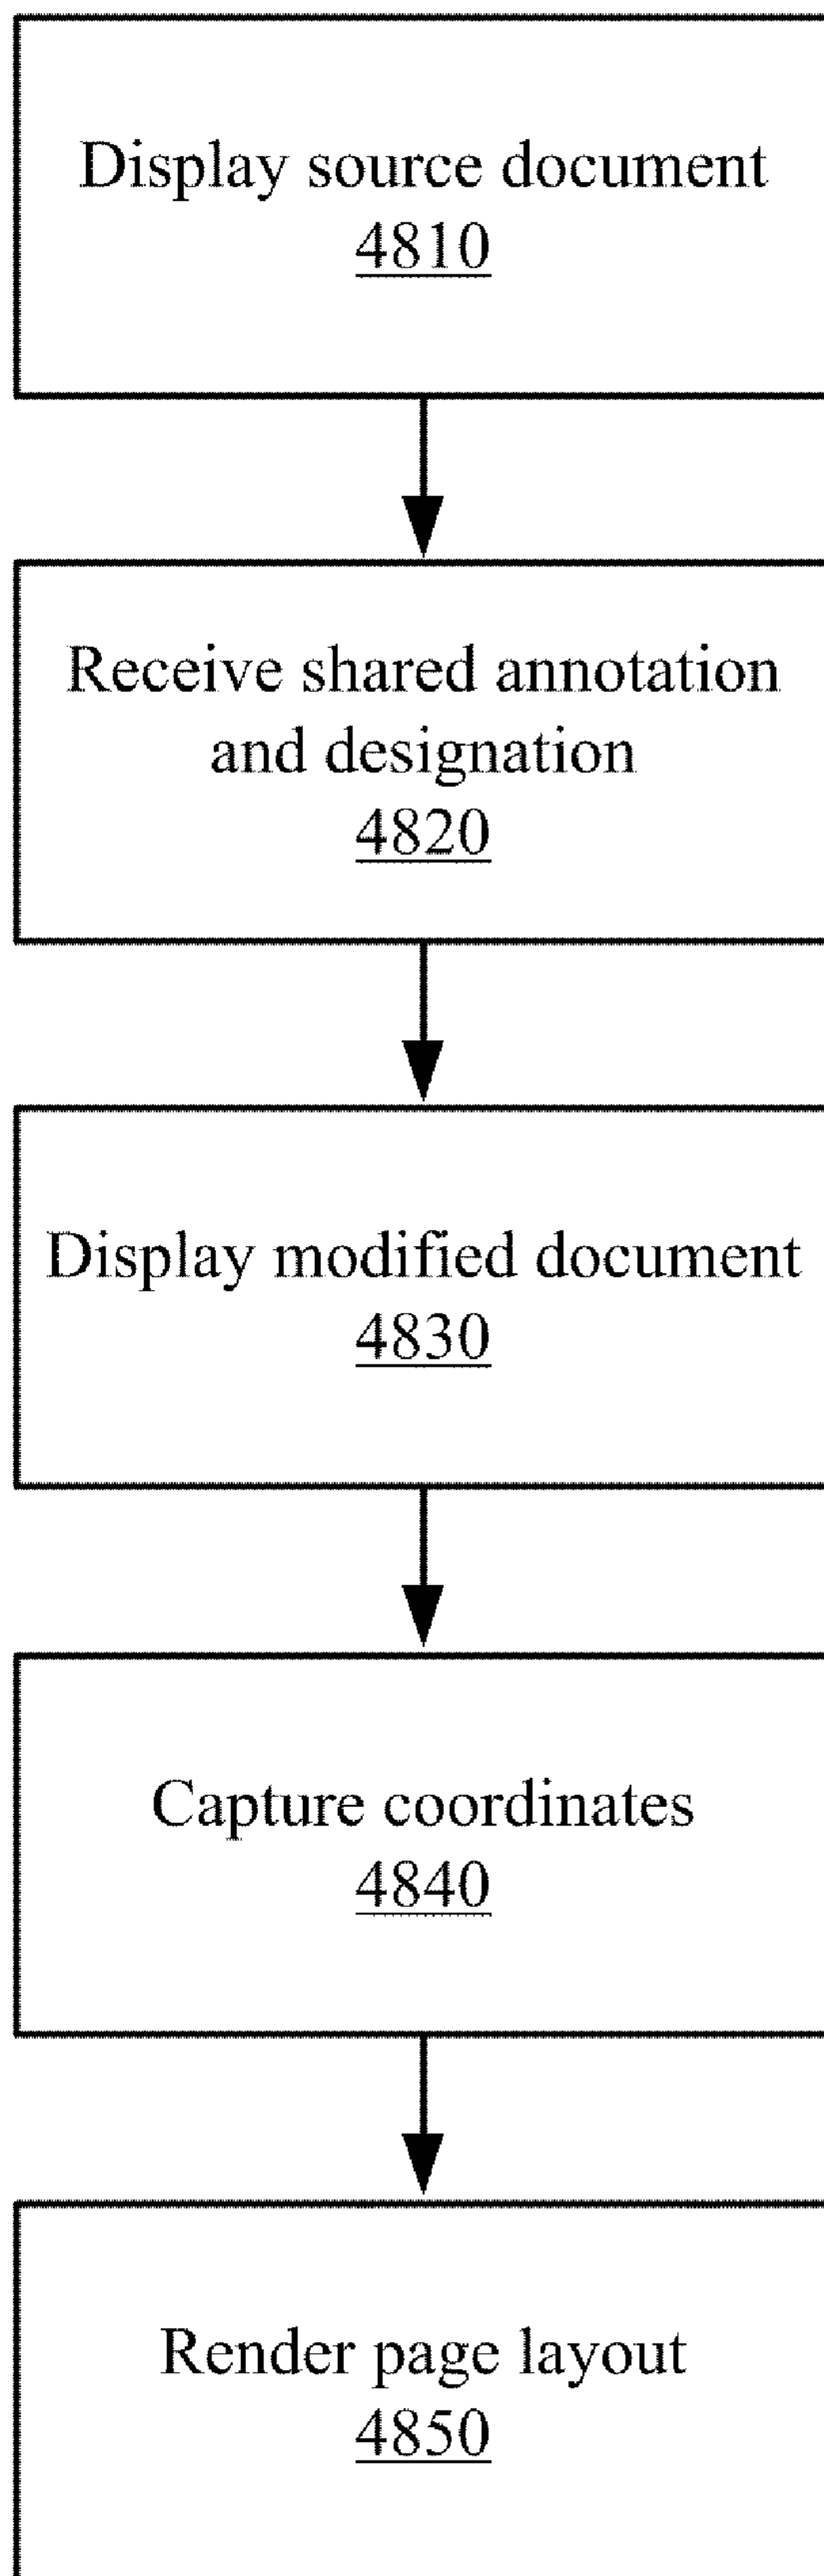 Display source document
4810
Receive shared annotation
and designation
4820
Display modified document
4830
Capture coordinates
4840
Render page layout
4850